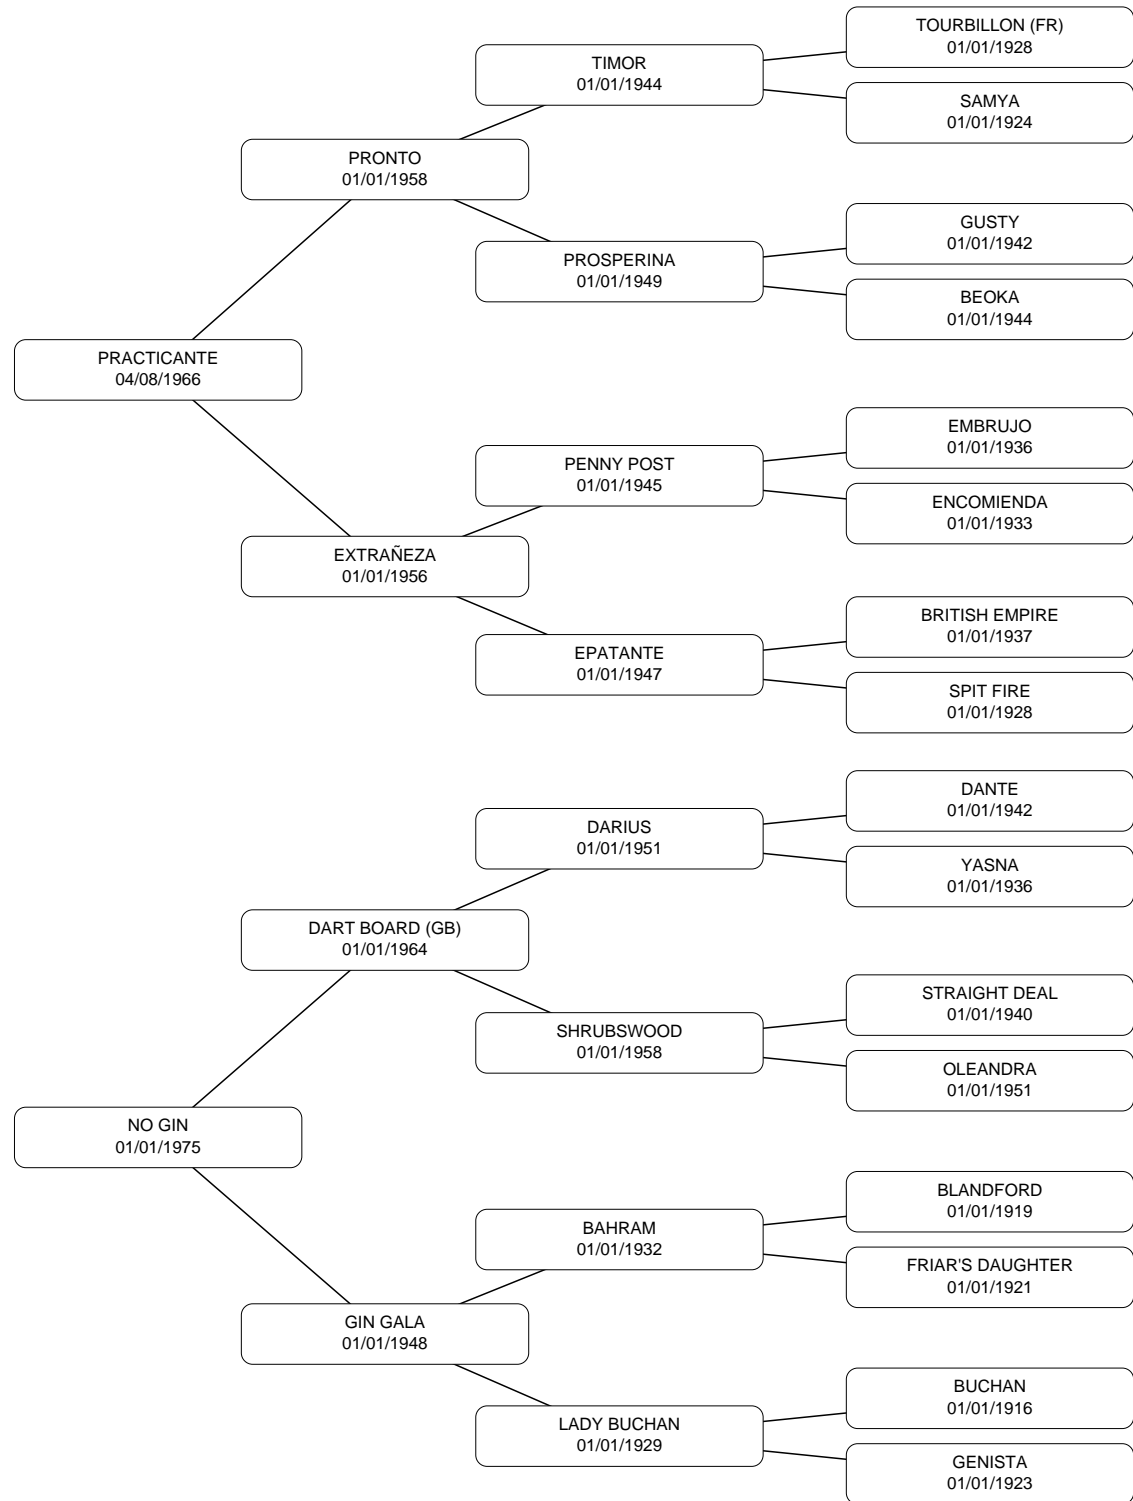 TOURBILLON (FR)
01/01/1928
TIMOR
01/01/1944
SAMYA
01/01/1924
PRONTO
01/01/1958
GUSTY
01/01/1942
PROSPERINA
01/01/1949
BEOKA
01/01/1944
PRACTICANTE
04/08/1966
EMBRUJO
01/01/1936
PENNY POST
01/01/1945
ENCOMIENDA
01/01/1933
EXTRAÑEZA
01/01/1956
BRITISH EMPIRE
01/01/1937
EPATANTE
01/01/1947
SPIT FIRE
01/01/1928
DANTE
01/01/1942
DARIUS
01/01/1951
YASNA
01/01/1936
DART BOARD (GB)
01/01/1964
STRAIGHT DEAL
01/01/1940
SHRUBSWOOD
01/01/1958
OLEANDRA
01/01/1951
NO GIN
01/01/1975
BLANDFORD
01/01/1919
BAHRAM
01/01/1932
FRIAR'S DAUGHTER
01/01/1921
GIN GALA
01/01/1948
BUCHAN
01/01/1916
LADY BUCHAN
01/01/1929
GENISTA
01/01/1923